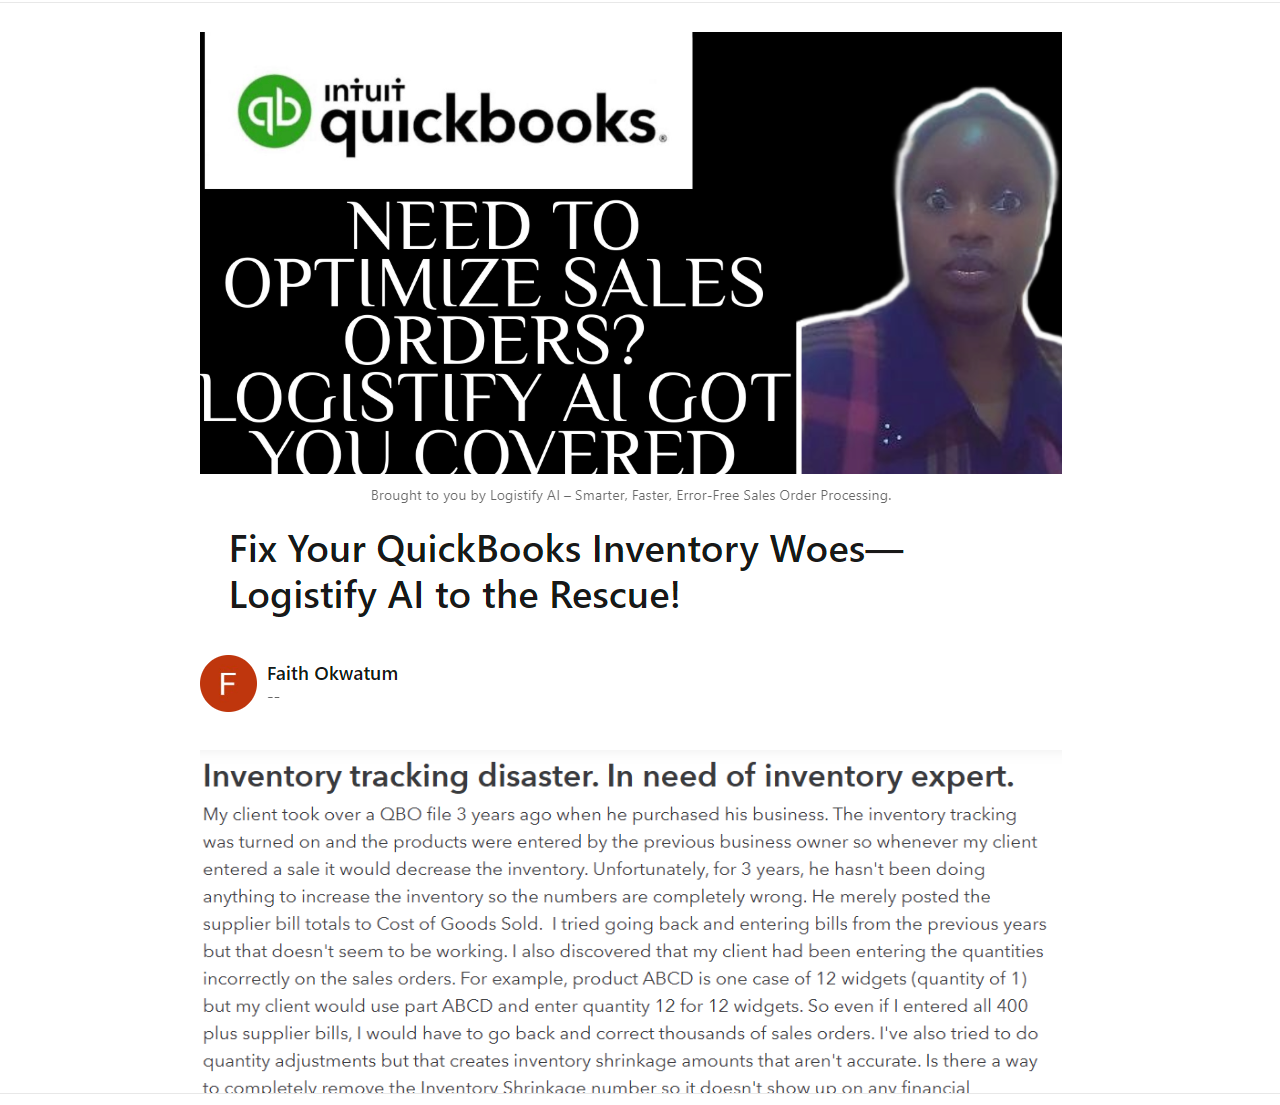 intuit
qb quickbooks.
NEED TO
OPTIMIZE SALES
ORDERS?
LOGISTIFY AI GOT
YOU COVERED
Brought to you by Logistify AI – Smarter, Faster, Error-Free Sales Order Processing.
Fix Your QuickBooks Inventory Woes—
Logistify AI to the Rescue!
F
Faith Okwatum
--
Inventory tracking disaster. In need of inventory expert.
My client took over a QBO file 3 years ago when he purchased his business. The inventory tracking
was turned on and the products were entered by the previous business owner so whenever my client
entered a sale it would decrease the inventory. Unfortunately, for 3 years, he hasn't been doing
anything to increase the inventory so the numbers are completely wrong. He merely posted the
supplier bill totals to Cost of Goods Sold.  I tried going back and entering bills from the previous years
but that doesn't seem to be working. I also discovered that my client had been entering the quantities
incorrectly on the sales orders. For example, product ABCD is one case of 12 widgets (quantity of 1)
but my client would use part ABCD and enter quantity 12 for 12 widgets. So even if I entered all 400
plus supplier bills, I would have to go back and correct thousands of sales orders. I've also tried to do
quantity adjustments but that creates inventory shrinkage amounts that aren't accurate. Is there a way
to completely remove the Inventory Shrinkage number so it doesn't show up on any financial